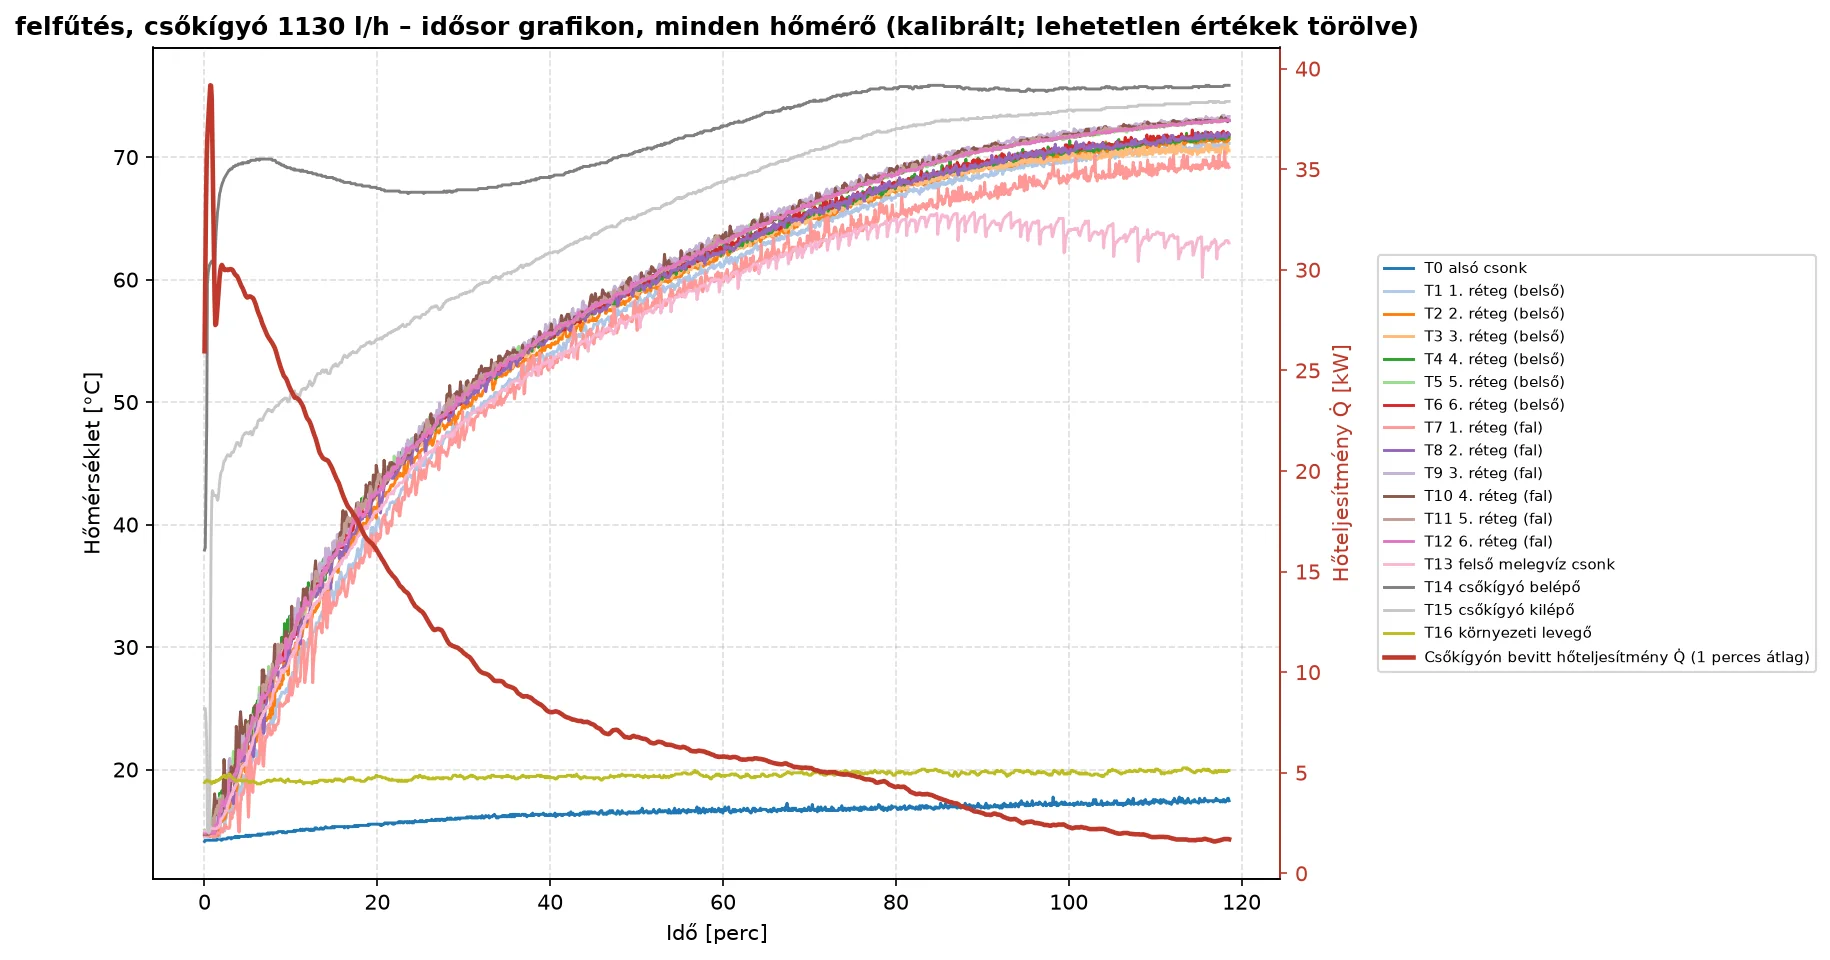 felfűtés, csőkígyó 1130 l/h – idősor grafikon, minden hőmérő (kalibrált; lehetetlen értékek törölve)
Hőmérséklet [°C]
70
60
50
40
30
20
0
20
40
60
80
100
120
Idő [perc]
40
35
30
25
20
15
10
5
0
Hőteljesítmény Q̇ [kW]
T0 alsó csonk
T1 1. réteg (belső)
T2 2. réteg (belső)
T3 3. réteg (belső)
T4 4. réteg (belső)
T5 5. réteg (belső)
T6 6. réteg (belső)
T7 1. réteg (fal)
T8 2. réteg (fal)
T9 3. réteg (fal)
T10 4. réteg (fal)
T11 5. réteg (fal)
T12 6. réteg (fal)
T13 felső melegvíz csonk
T14 csőkígyó belépő
T15 csőkígyó kilépő
T16 környezeti levegő
Csőkígyón bevitt hőteljesítmény Q̇ (1 perces átlag)